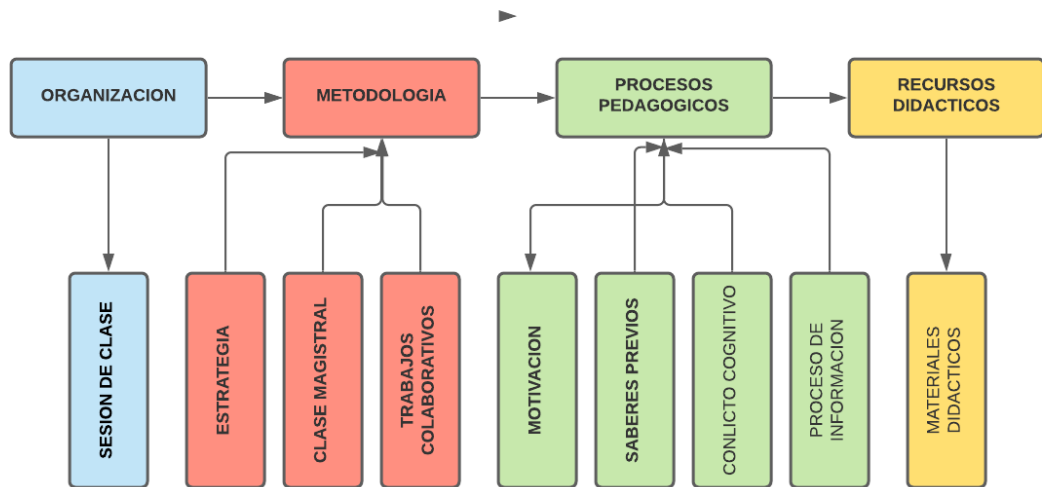 ORGANIZACION
METODOLOGIA
PROCESOS
PEDAGOGICOS
RECURSOS
DIDACTICOS
SESION DE CLASE
ESTRATEGIA
CLASE MAGISTRAL
TRABAJOS
COLABORATIVOS
MOTIVACION
SABERES PREVIOS
CONLICTO COGNITIVO
PROCESO DE
INFORMACION
MATERIALES
DIDACTICOS